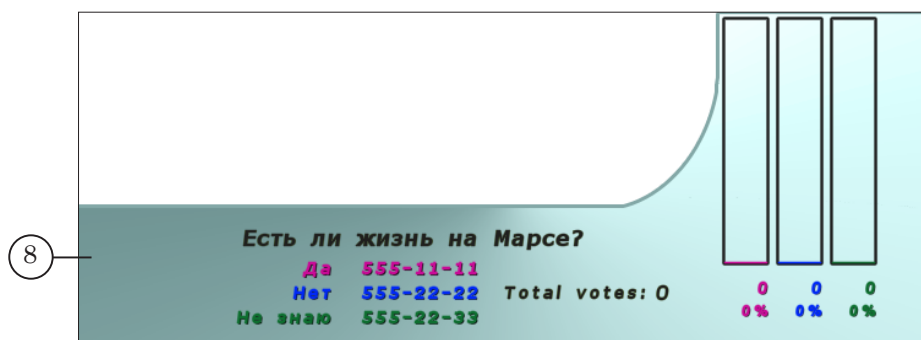 8
Есть ли жизнь на Марсе?
Да 555-11-11
Нет 555-22-22 Total votes: 0
Не знаю 555-22-33
0 0 0
0% 0% 0%